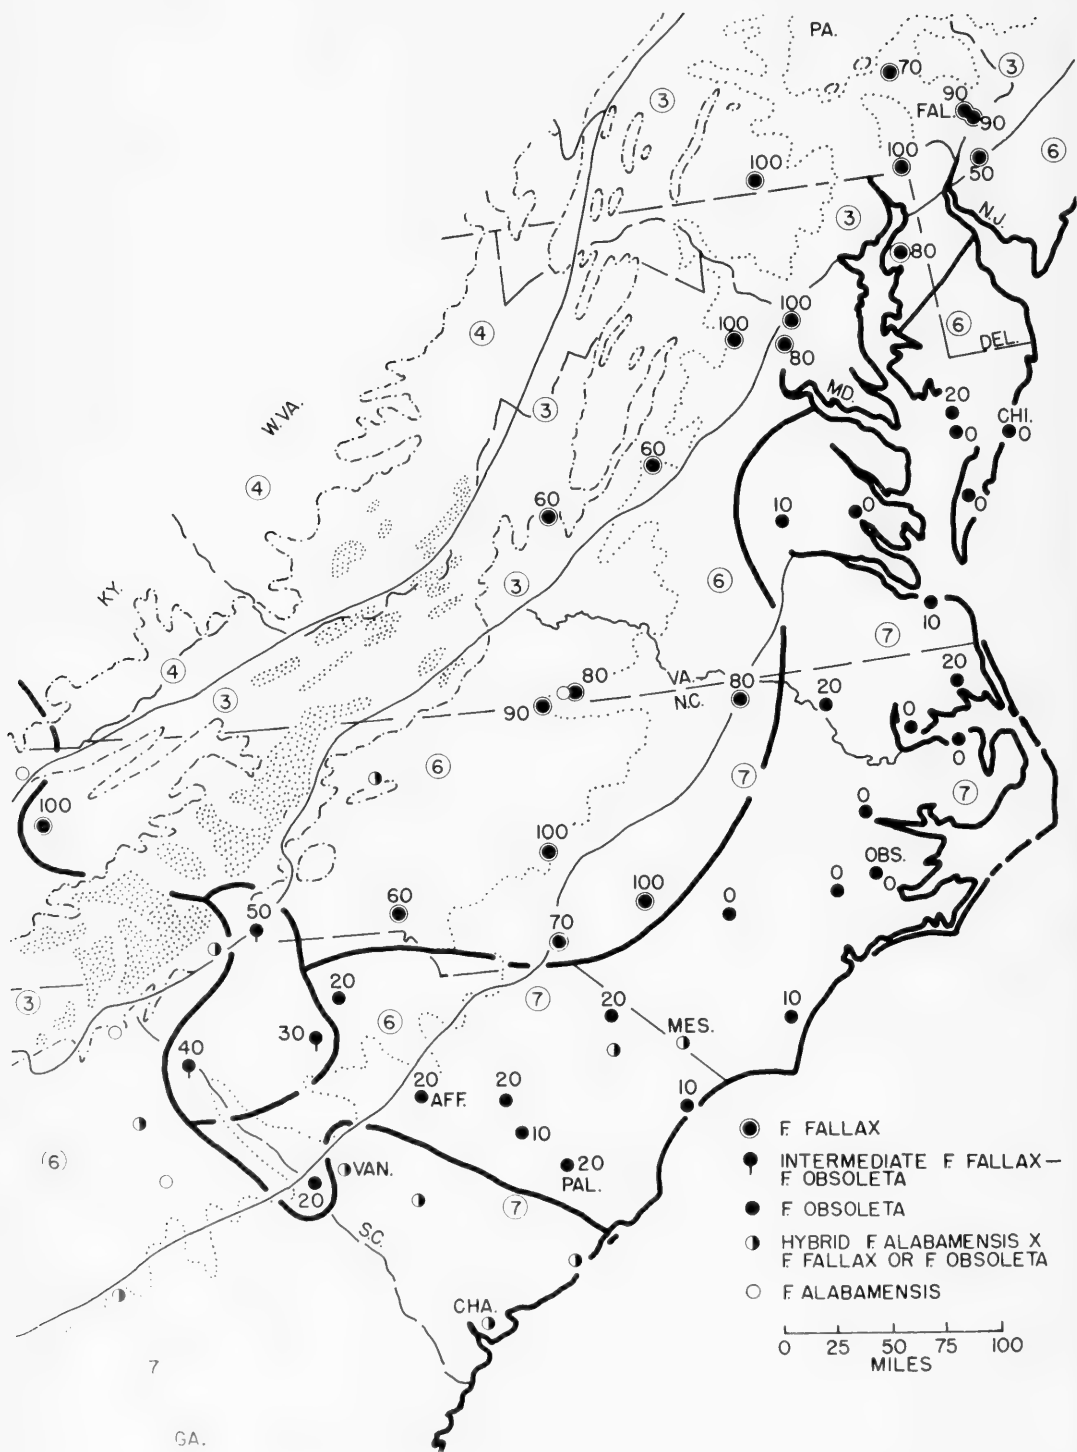 PA.
3
70
3
90
FAL.
90
3
6
100
100
50
N.J.
3
80
100
100
4
6
DEL.
80
3
MD.
20
CHI.
0
0
W.VA.
60
4
60
0
0
10
3
6
KY.
10
7
4
80
VA.
20
3
80
N.C.
20
90
0
0
6
7
7
100
0
100
OBS.
0
0
60
100
0
50
70
20
7
20
10
3
6
30
MES.
40
20
AFF.
20
10
10
(6)
VAN.
20
PAL.
20
7
S.C.
CHA.
7
GA.
F. FALLAX
INTERMEDIATE F. FALLAX—
F. OBSOLETA
F. OBSOLETA
HYBRID F. ALABAMENSIS X
F. FALLAX OR F. OBSOLETA
F. ALABAMENSIS
0 25 50 75 100
MILES